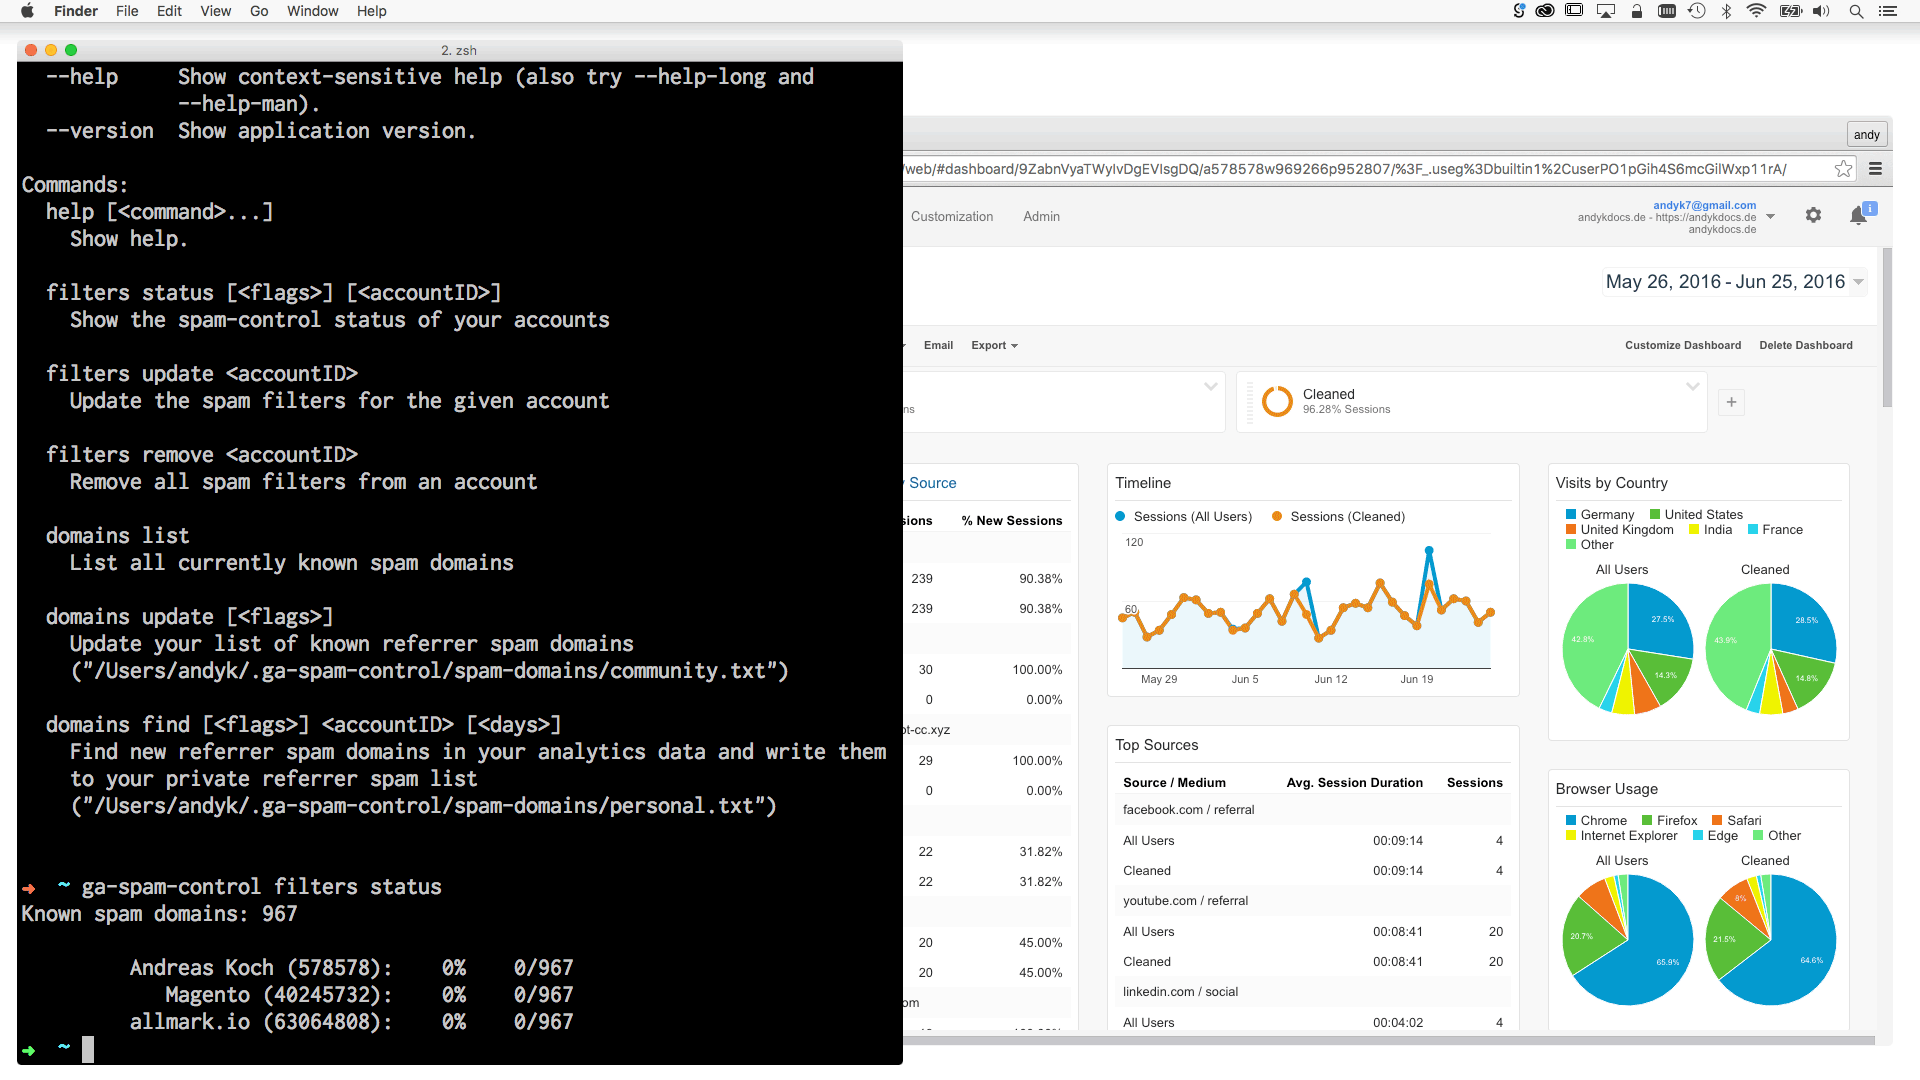 Finder File Edit View Go Window Help
2. zsh
--help Show context-sensitive help (also try --help-long and
--help-man).
--version Show application version.
Commands:
help [<command>...]
Show help.
filters status [<flags>] [<accountID>]
Show the spam-control status of your accounts
filters update <accountID>
Update the spam filters for the given account
filters remove <accountID>
Remove all spam filters from an account
domains list
List all currently known spam domains
domains update [<flags>]
Update your list of known referrer spam domains
("/Users/andyk/.ga-spam-control/spam-domains/community.txt")
domains find [<flags>] <accountID> [<days>]
Find new referrer spam domains in your analytics data and write them
to your private referrer spam list
("/Users/andyk/.ga-spam-control/spam-domains/personal.txt")
➜ ~ ga-spam-control filters status
Known spam domains: 967
Andreas Koch (578578): 0% 0/967
Magento (40245732): 0% 0/967
allmark.io (63064808): 0% 0/967
➜ ~
andy
/web/#dashboard/9ZabnVyaTWyIvDgEVIsgDQ/a578578w969266p952807/%3F_.useg%3Dbuiltin1%2CuserPO1pGih4S6mcGilWxp11rA/
Customization Admin
andyk7@gmail.com
andykdocs.de - https://andykdocs.de
andykdocs.de
May 26, 2016 - Jun 25, 2016
Email Export
Customize Dashboard Delete Dashboard
ns
Cleaned
96.28% Sessions
+
y Source
sions % New Sessions
239 90.38%
239 90.38%
30 100.00%
0 0.00%
ot-cc.xyz
29 100.00%
0 0.00%
22 31.82%
22 31.82%
20 45.00%
20 45.00%
om
Timeline
Sessions (All Users) Sessions (Cleaned)
120
60
May 29 Jun 5 Jun 12 Jun 19
Top Sources
Source / Medium Avg. Session Duration Sessions
facebook.com / referral
All Users 00:09:14 4
Cleaned 00:09:14 4
youtube.com / referral
All Users 00:08:41 20
Cleaned 00:08:41 20
linkedin.com / social
All Users 00:04:02 4
Visits by Country
Germany United States
United Kingdom India France
Other
All Users Cleaned
27.5% 14.3% 42.8%
28.5% 14.8% 43.9%
Browser Usage
Chrome Firefox Safari
Internet Explorer Edge Other
All Users Cleaned
20.7% 65.9%
8% 21.5% 64.6%